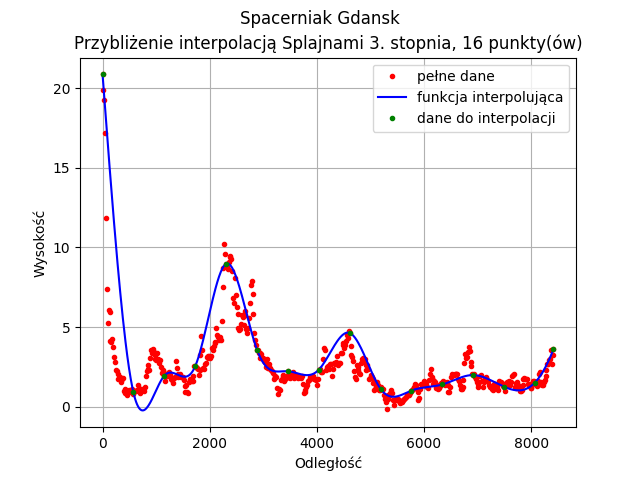 Spacerniak Gdansk
Przybliżenie interpolacją Splajnami 3. stopnia, 16 punkty(ów)
pełne dane
funkcja interpolująca
dane do interpolacji
Wysokość
20
15
10
5
0
0 2000 4000 6000 8000
Odległość